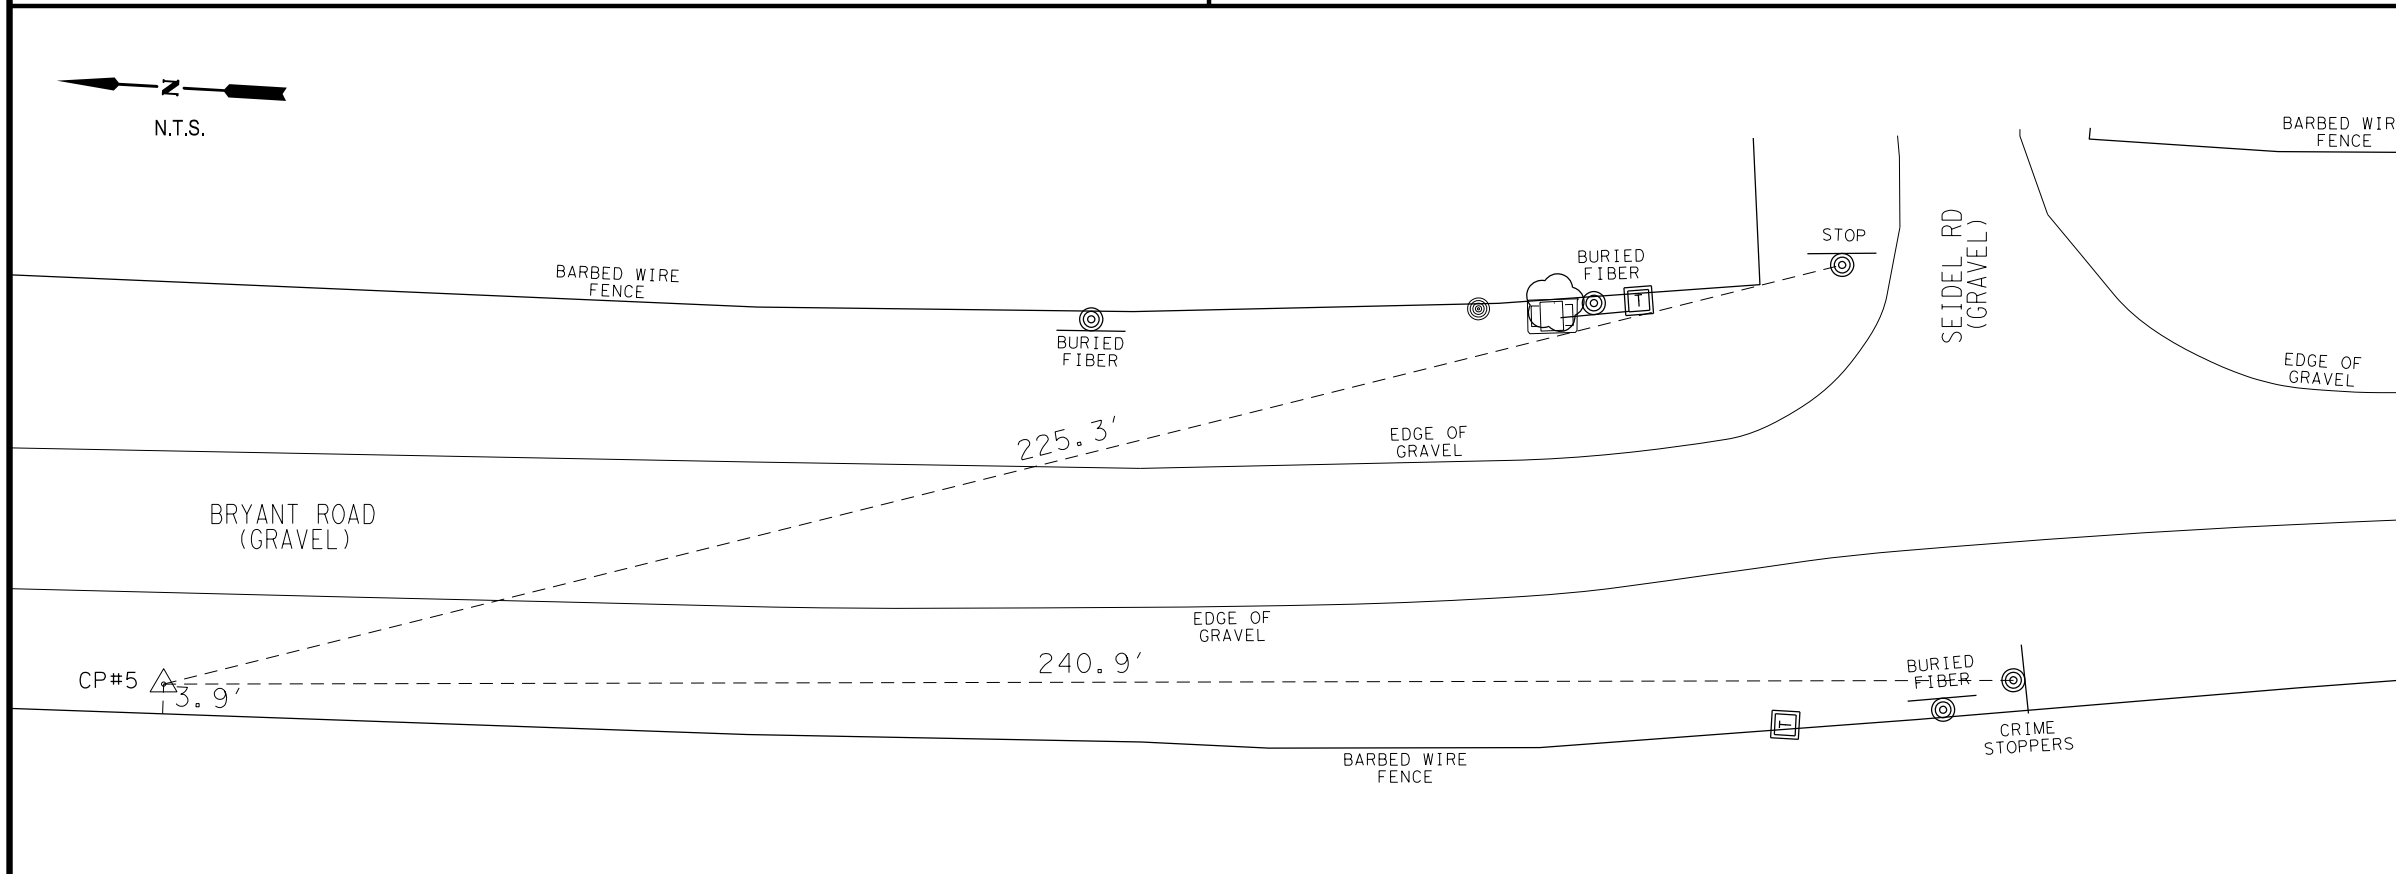 N
N.T.S.
BARBED WIR
FENCE
STOP
SEIDEL RD
(GRAVEL)
BURIED
FIBER
BARBED WIRE
FENCE
T
BURIED
FIBER
EDGE OF
GRAVEL
225.3'
EDGE OF
GRAVEL
BRYANT ROAD
(GRAVEL)
EDGE OF
GRAVEL
240.9'
CP#5
3.9'
BURIED
FIBER
T
CRIME
STOPPERS
BARBED WIRE
FENCE